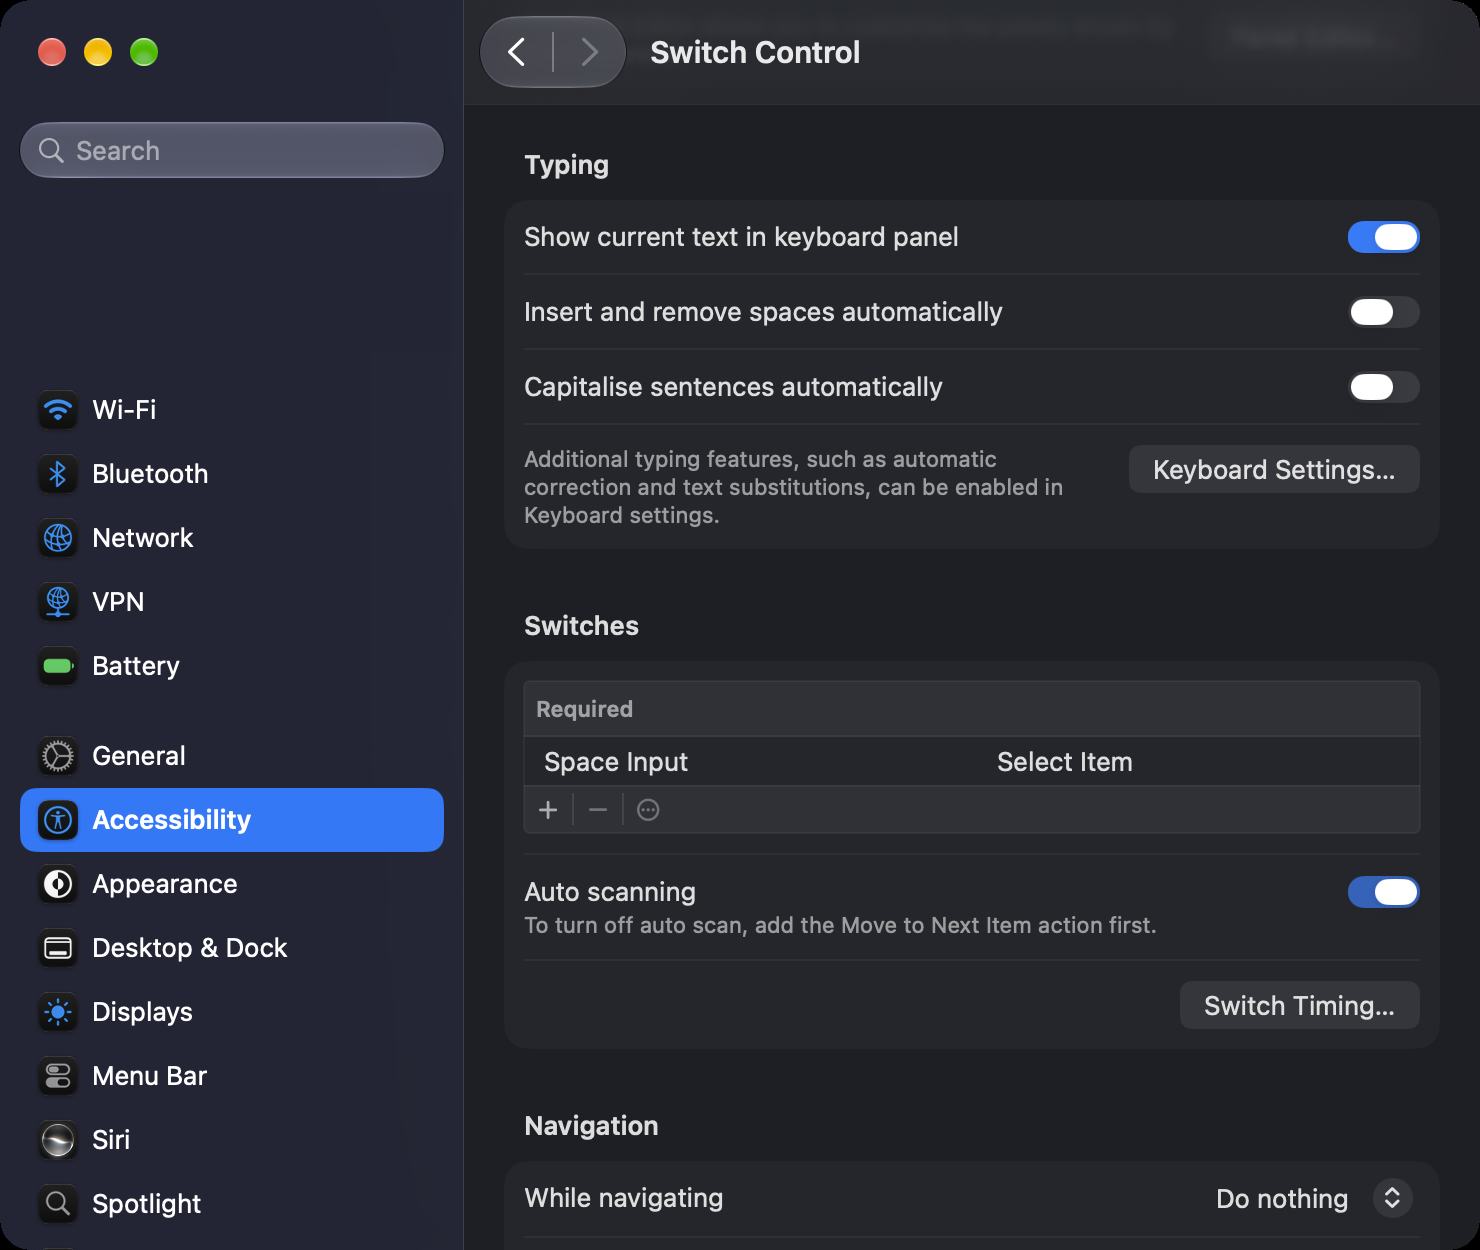 Switch Control
Search
Wi-Fi
Bluetooth
Network
VPN
Battery
General
Accessibility
Appearance
Desktop & Dock
Displays
Menu Bar
Siri
Spotlight
Typing
Show current text in keyboard panel
Insert and remove spaces automatically
Capitalise sentences automatically
Additional typing features, such as automatic
correction and text substitutions, can be enabled in
Keyboard settings.
Keyboard Settings...
Switches
Required
Space Input Select Item
Auto scanning
To turn off auto scan, add the Move to Next Item action first.
Switch Timing...
Navigation
While navigating Do nothing